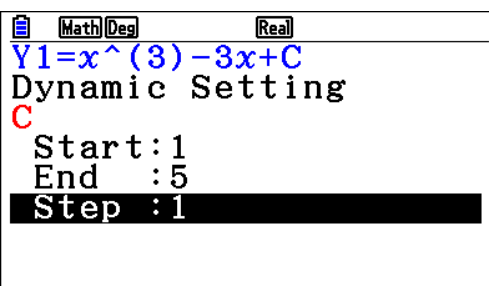 Math Deg Real
Y1=x^(3)-3x+C
Dynamic Setting
C
Start:1
End :5
Step :1